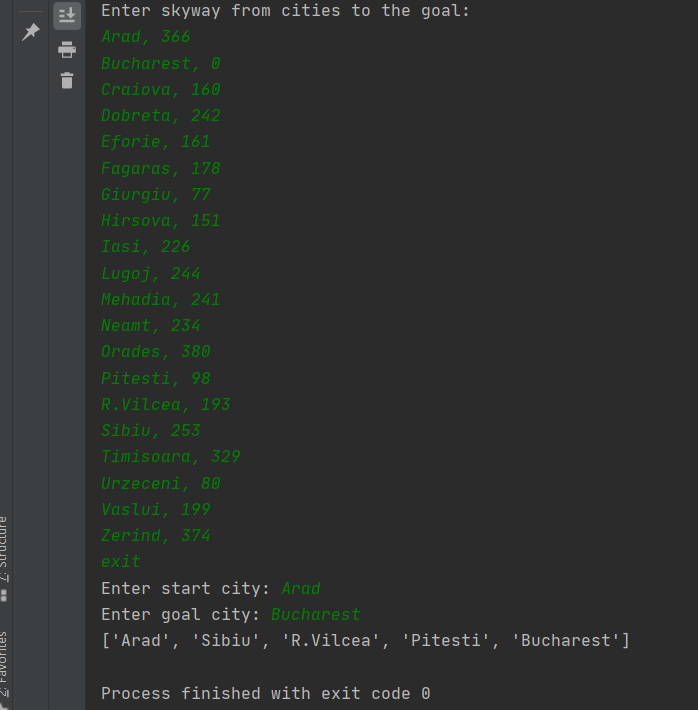 Enter skyway from cities to the goal:
Arad, 366
Bucharest, 0
Craiova, 160
Dobreta, 242
Eforie, 161
Fagaras, 178
Giurgiu, 77
Hirsova, 151
Iasi, 226
Lugoj, 244
Mehadia, 241
Neamt, 234
Orades, 380
Pitesti, 98
R.Vilcea, 193
Sibiu, 253
Timisoara, 329
Urzeceni, 80
Vaslui, 199
Zerind, 374
exit
Enter start city: Arad
Enter goal city: Bucharest
['Arad', 'Sibiu', 'R.Vilcea', 'Pitesti', 'Bucharest']
Process finished with exit code 0
7: Structure
2: Favorites